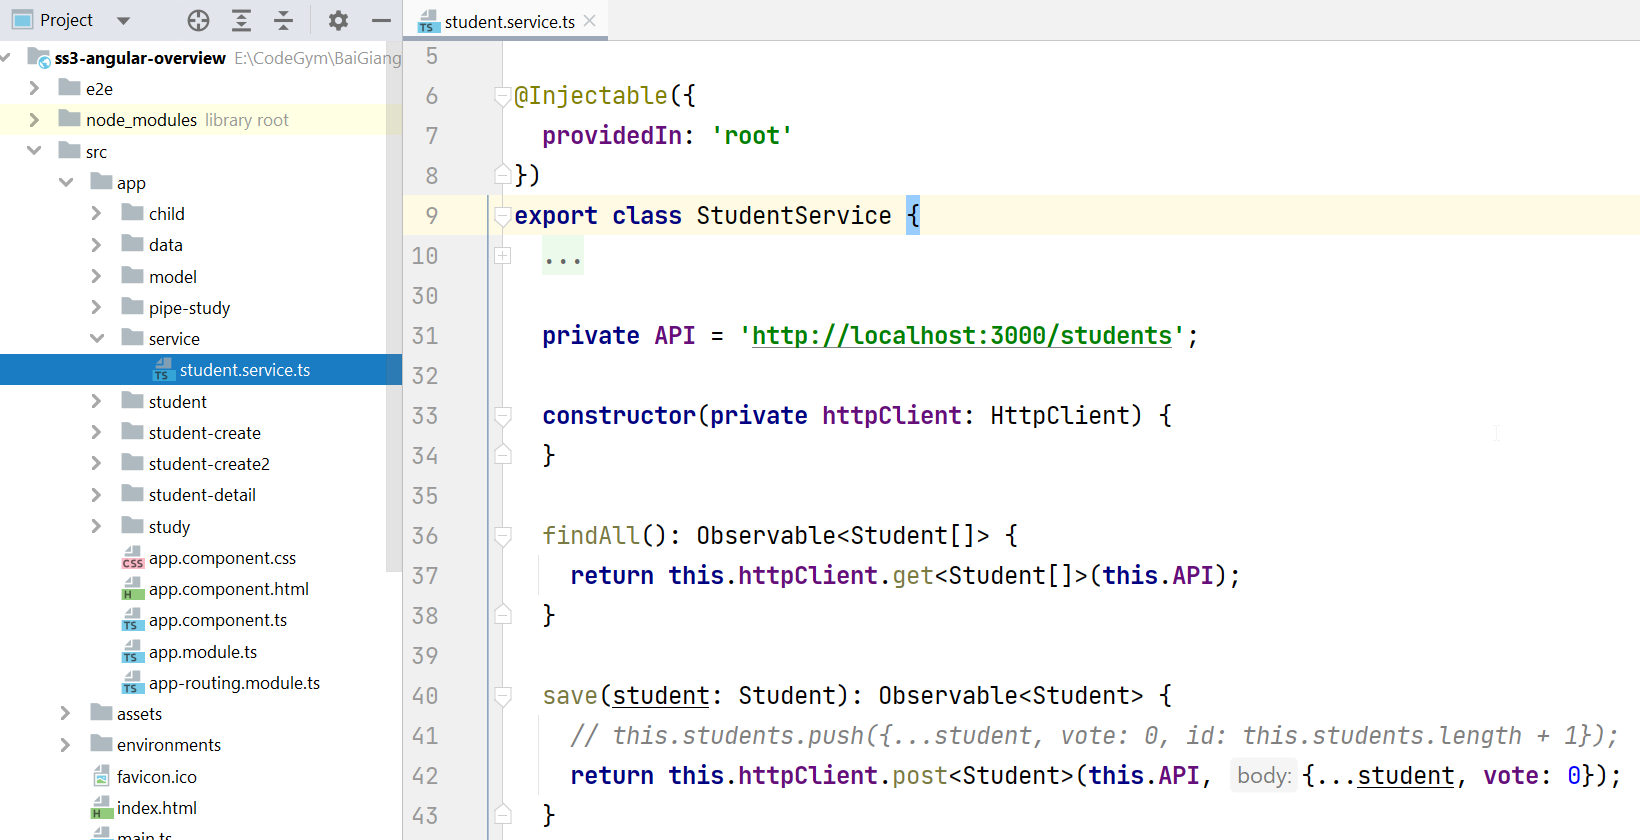 Project
student.service.ts
ss3-angular-overview E:\CodeGym\BaiGiang
e2e
node_modules library root
src
app
child
data
model
pipe-study
service
student.service.ts
student
student-create
student-create2
student-detail
study
app.component.css
app.component.html
app.component.ts
app.module.ts
app-routing.module.ts
assets
environments
favicon.ico
index.html
main.ts
5
6 @Injectable({
7 providedIn: 'root'
8 })
9 export class StudentService {
10 ...
30
31 private API = 'http://localhost:3000/students';
32
33 constructor(private httpClient: HttpClient) {
34 }
35
36 findAll(): Observable<Student[]> {
37 return this.httpClient.get<Student[]>(this.API);
38 }
39
40 save(student: Student): Observable<Student> {
41 // this.students.push({...student, vote: 0, id: this.students.length + 1});
42 return this.httpClient.post<Student>(this.API, body: {...student, vote: 0});
43 }